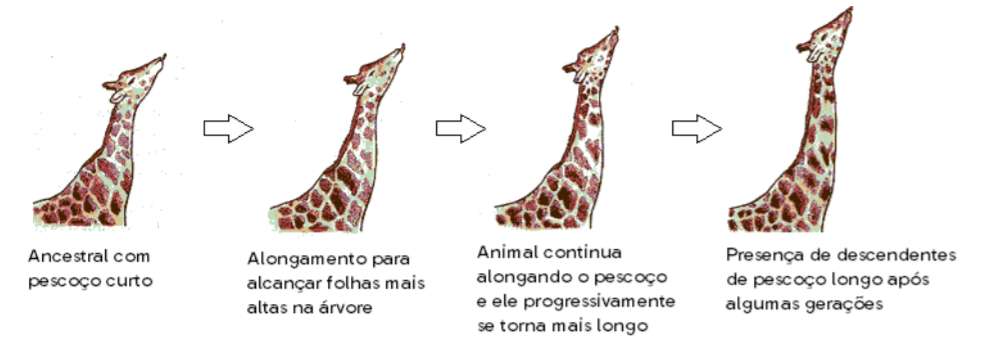 Ancestral com
pescoço curto
Alongamento para
alcançar folhas mais
altas na árvore
Animal continua
alongando o pescoço
e ele progressivamente
se torna mais longo
Presença de descendentes
de pescoço longo após
algumas gerações